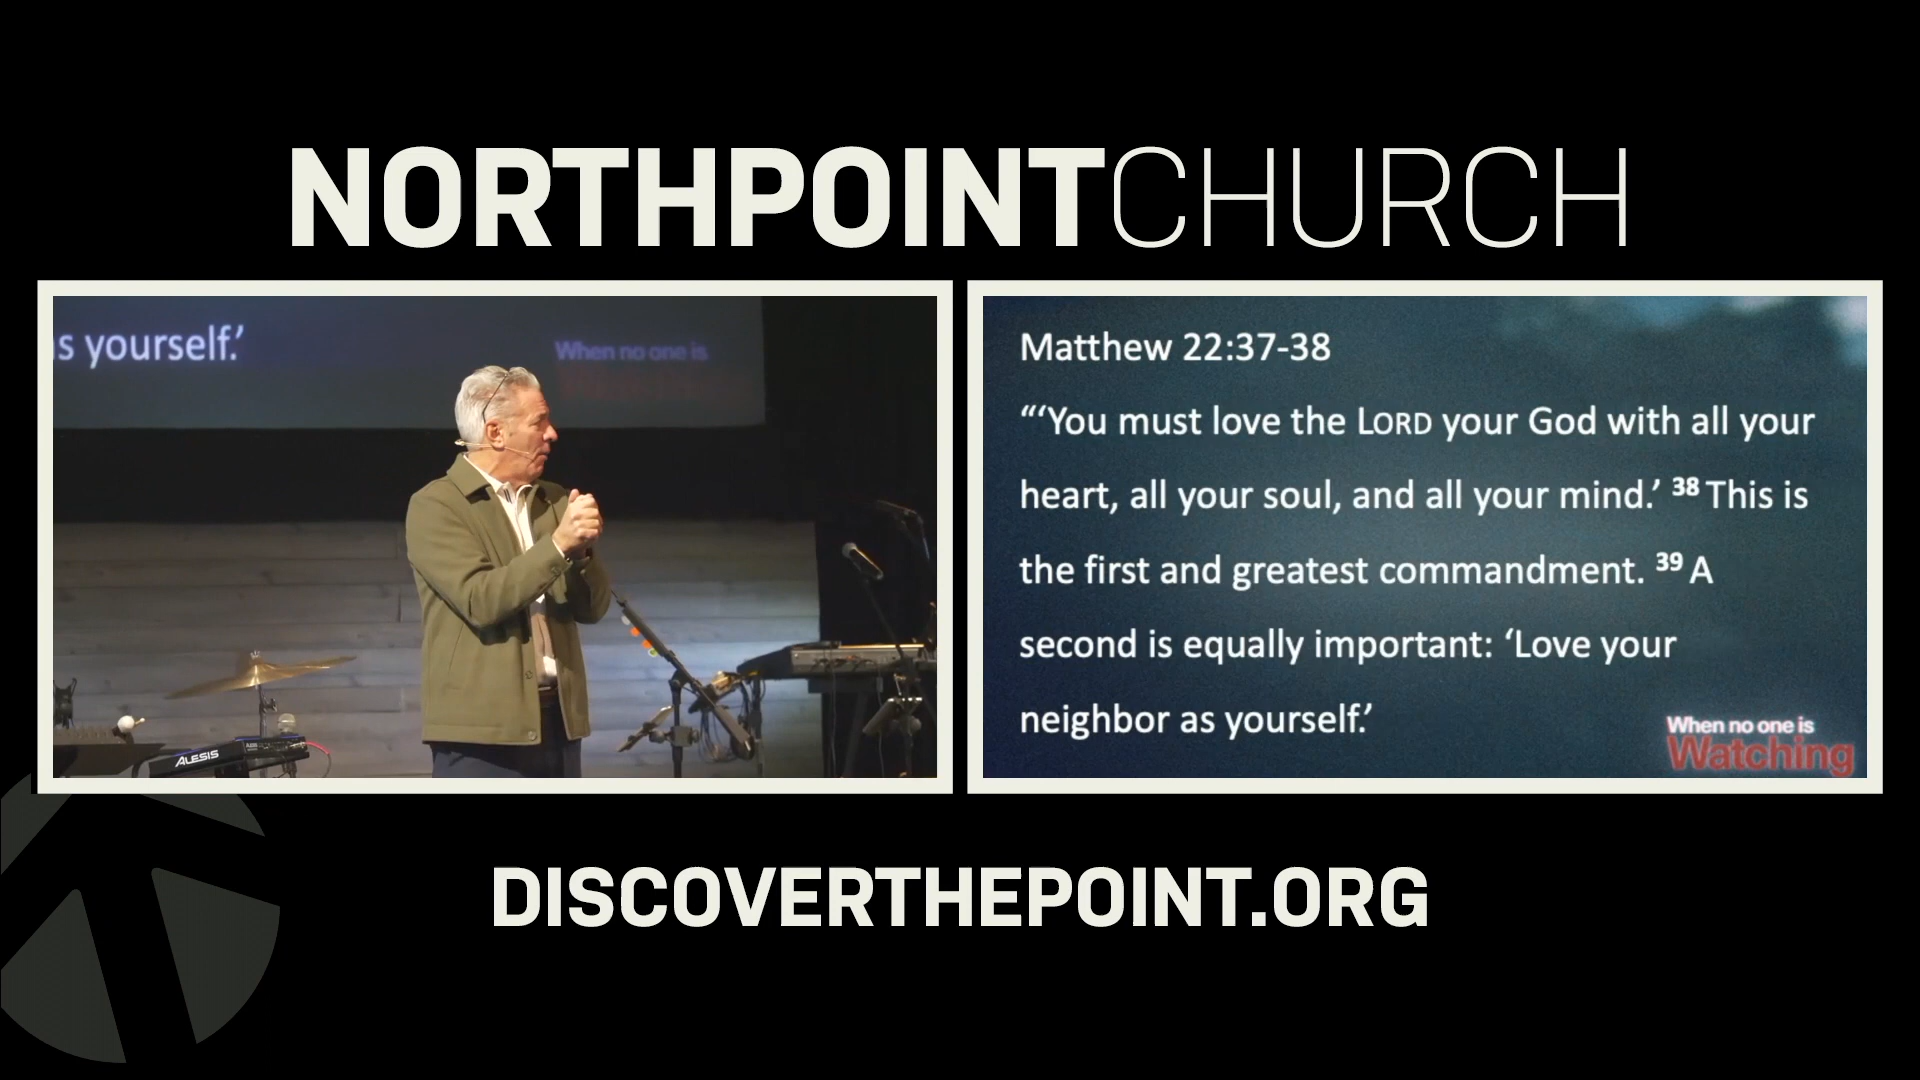 NORTHPOINTCHURCH
s yourself.’
When no one is
ALESIS
Matthew 22:37-38
“‘You must love the LORD your God with all your
heart, all your soul, and all your mind.’ 38 This is
the first and greatest commandment. 39 A
second is equally important: ‘Love your
neighbor as yourself.’
When no one is
Watching
DISCOVERTHEPOINT.ORG